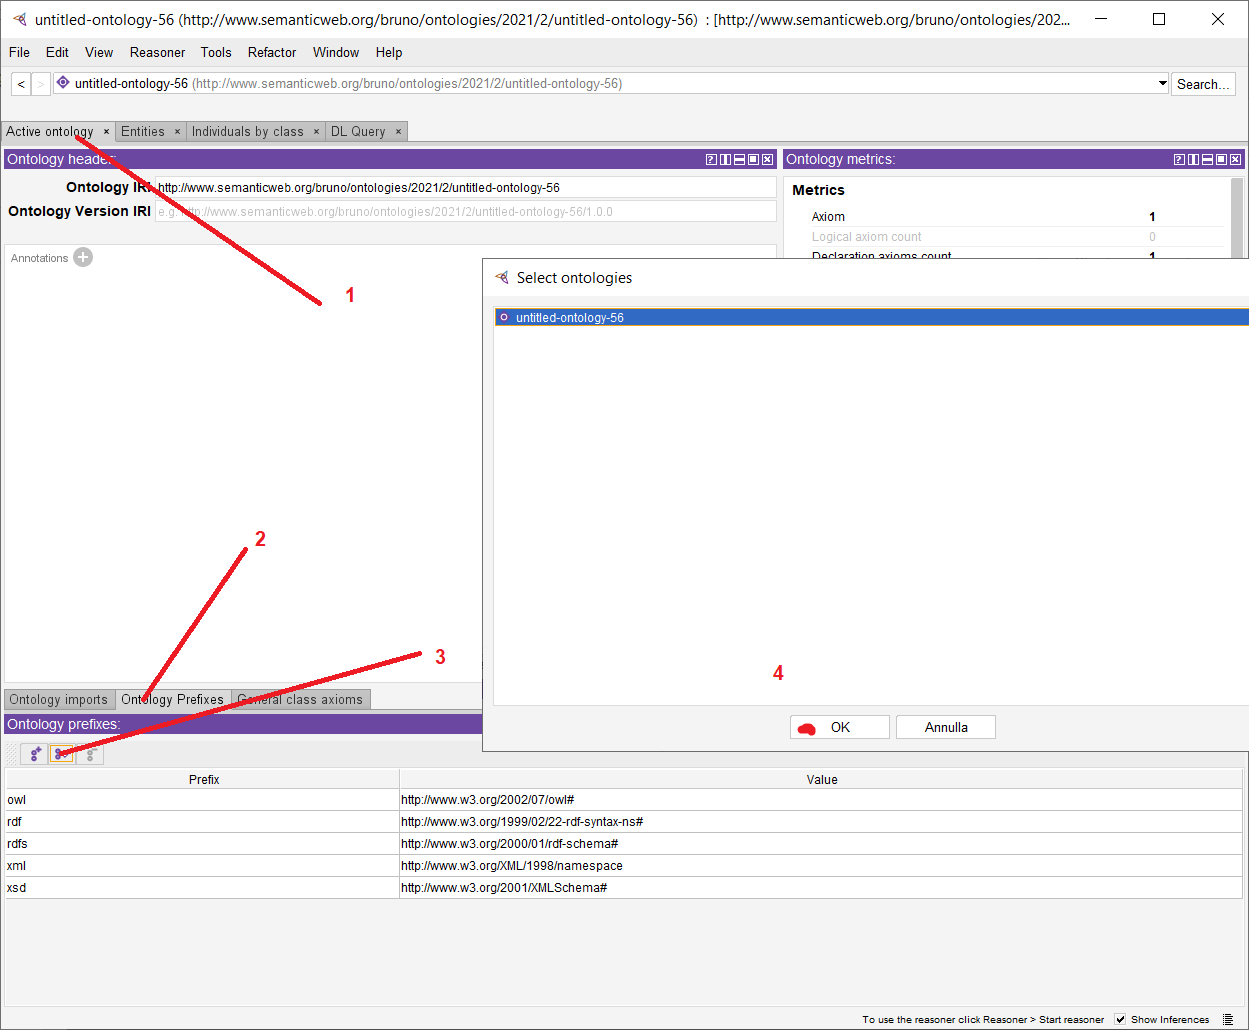 untitled-ontology-56 (http://www.semanticweb.org/bruno/ontologies/2021/2/untitled-ontology-56) : [http://www.semanticweb.org/bruno/ontologies/202...
File Edit View Reasoner Tools Refactor Window Help
< > untitled-ontology-56 (http://www.semanticweb.org/bruno/ontologies/2021/2/untitled-ontology-56) Search...
Active ontology × Entities × Individuals by class × DL Query ×
Ontology header:
Ontology IRI http://www.semanticweb.org/bruno/ontologies/2021/2/untitled-ontology-56
Ontology Version IRI e.g. http://www.semanticweb.org/bruno/ontologies/2021/2/untitled-ontology-56/1.0.0
Annotations
Ontology metrics:
Metrics
Axiom 1
Logical axiom count 0
Declaration axioms count 1
1
Select ontologies
untitled-ontology-56
2
3
4
OK Annulla
Ontology imports Ontology Prefixes General class axioms
Ontology prefixes:
Prefix Value
owl http://www.w3.org/2002/07/owl#
rdf http://www.w3.org/1999/02/22-rdf-syntax-ns#
rdfs http://www.w3.org/2000/01/rdf-schema#
xml http://www.w3.org/XML/1998/namespace
xsd http://www.w3.org/2001/XMLSchema#
To use the reasoner click Reasoner > Start reasoner Show Inferences